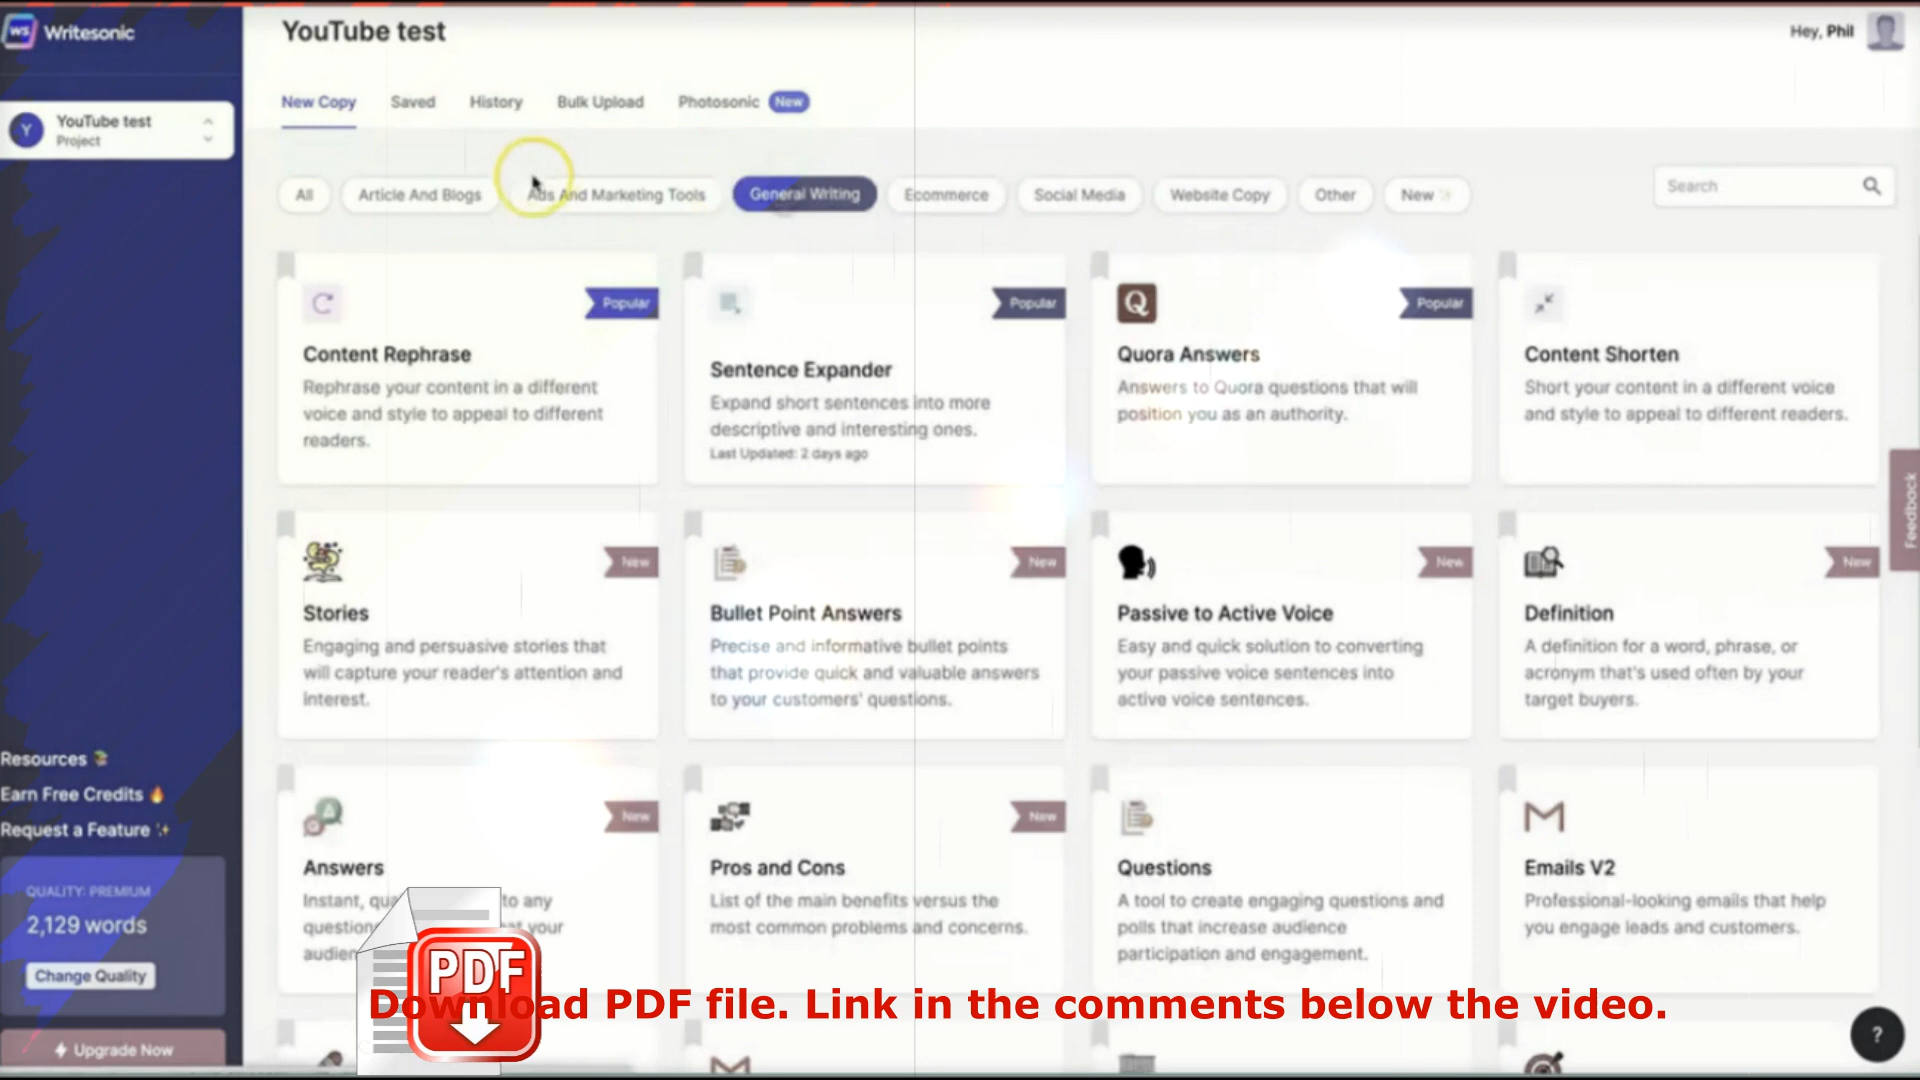 WS Writesonic
YouTube test
Hey, Phil
Y YouTube test
Project
New Copy Saved History Bulk Upload Photosonic New
All Article And Blogs Ads And Marketing Tools General Writing Ecommerce Social Media Website Copy Other New
Search
Popular
Content Rephrase
Rephrase your content in a different
voice and style to appeal to different
readers.
Popular
Sentence Expander
Expand short sentences into more
descriptive and interesting ones.
Last Updated: 2 days ago
Q Popular
Quora Answers
Answers to Quora questions that will
position you as an authority.
Content Shorten
Short your content in a different voice
and style to appeal to different readers.
Feedback
New
Stories
Engaging and persuasive stories that
will capture your reader's attention and
interest.
New
Bullet Point Answers
Precise and informative bullet points
that provide quick and valuable answers
to your customers' questions.
New
Passive to Active Voice
Easy and quick solution to converting
your passive voice sentences into
active voice sentences.
New
Definition
A definition for a word, phrase, or
acronym that's used often by your
target buyers.
Resources
Earn Free Credits
Request a Feature
QUALITY: PREMIUM
2,129 words
Change Quality
Upgrade Now
New
Answers
Instant, to any
your
New
Pros and Cons
List of the main benefits versus the
most common problems and concerns.
Questions
A tool to create engaging questions and
polls that increase audience
participation and engagement.
Emails V2
Professional-looking emails that help
you engage leads and customers.
PDF
Download PDF file. Link in the comments below the video.
?